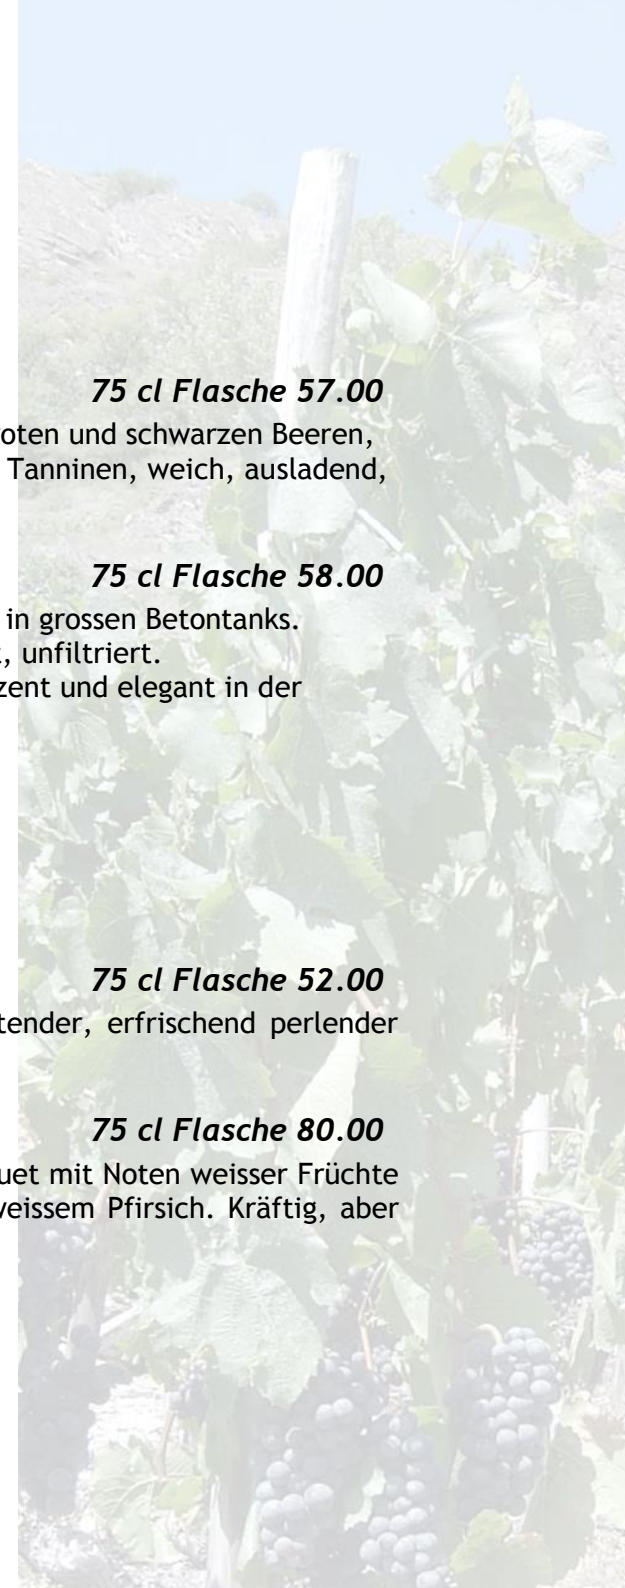 75 cl Flasche 57.00
oten und schwarzen Beeren,
Tanninen, weich, ausladend,
75 cl Flasche 58.00
in grossen Betontanks.
, unfiltriert.
zent und elegant in der
75 cl Flasche 52.00
tender, erfrischend perlender
75 cl Flasche 80.00
uet mit Noten weisser Früchte
weissem Pfirsich. Kräftig, aber